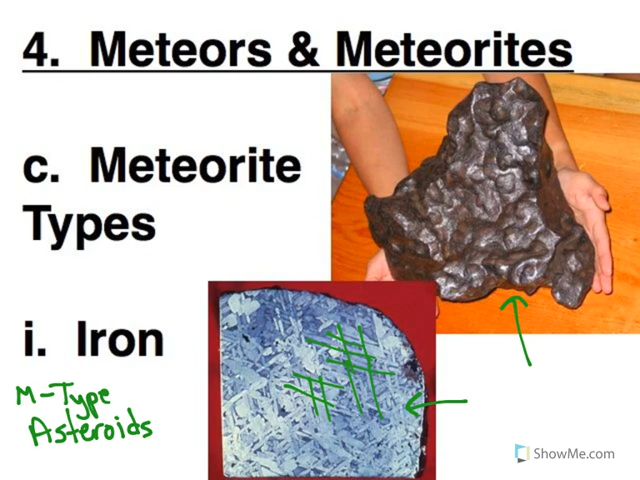 4. Meteors & Meteorites
c. Meteorite
Types
i. Iron
M-Type
Asteroids
ShowMe.com